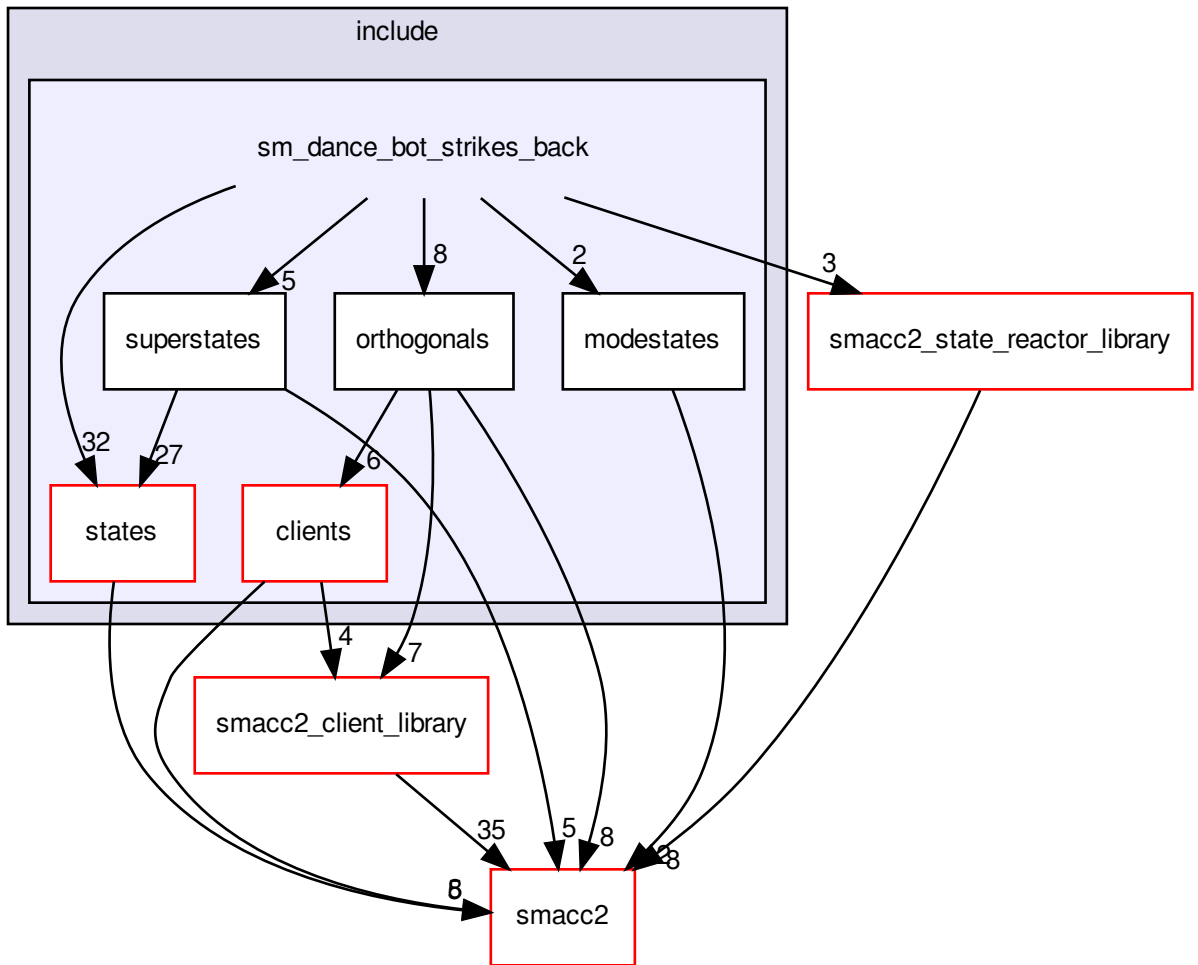 include
sm_dance_bot_strikes_back
5
8
2
3
superstates
orthogonals
modestates
smacc2_state_reactor_library
32
27
6
states
clients
4
7
smacc2_client_library
35
5
8
8
smacc2